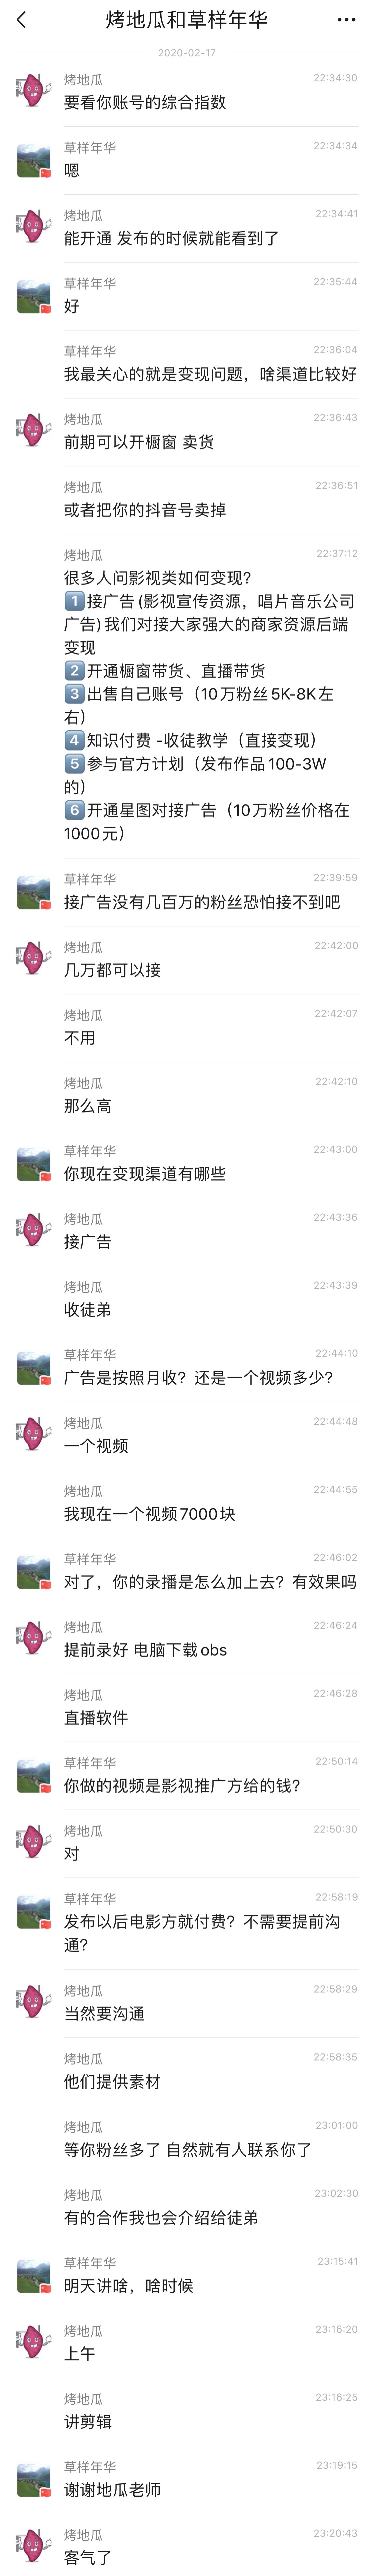 烤地瓜和草样年华
2020-02-17
烤地瓜 22:34:30
要看你账号的综合指数
草样年华 22:34:34
嗯
烤地瓜 22:34:41
能开通 发布的时候就能看到了
草样年华 22:35:44
好
草样年华 22:36:04
我最关心的就是变现问题，啥渠道比较好
烤地瓜 22:36:43
前期可以开橱窗 卖货
烤地瓜 22:36:51
或者把你的抖音号卖掉
烤地瓜 22:37:12
很多人问影视类如何变现?
1️⃣接广告(影视宣传资源，唱片音乐公司
广告)我们对接大家强大的商家资源后端
变现
2️⃣开通橱窗带货、直播带货
3️⃣出售自己账号（10万粉丝5K-8K左
右）
4️⃣知识付费 -收徒教学（直接变现）
5️⃣参与官方计划（发布作品100-3W
的）
6️⃣开通星图对接广告（10万粉丝价格在
1000元）
草样年华 22:39:59
接广告没有几百万的粉丝恐怕接不到吧
烤地瓜 22:42:00
几万都可以接
烤地瓜 22:42:07
不用
烤地瓜 22:42:10
那么高
草样年华 22:43:00
你现在变现渠道有哪些
烤地瓜 22:43:36
接广告
烤地瓜 22:43:39
收徒弟
草样年华 22:44:10
广告是按照月收？还是一个视频多少?
烤地瓜 22:44:48
一个视频
烤地瓜 22:44:55
我现在一个视频7000块
草样年华 22:46:02
对了，你的录播是怎么加上去？有效果吗
烤地瓜 22:46:24
提前录好 电脑下载obs
烤地瓜 22:46:28
直播软件
草样年华 22:50:14
你做的视频是影视推广方给的钱?
烤地瓜 22:50:30
对
草样年华 22:58:19
发布以后电影方就付费？不需要提前沟
通?
烤地瓜 22:58:29
当然要沟通
烤地瓜 22:58:35
他们提供素材
烤地瓜 23:01:00
等你粉丝多了 自然就有人联系你了
烤地瓜 23:02:30
有的合作我也会介绍给徒弟
草样年华 23:15:41
明天讲啥，啥时候
烤地瓜 23:16:20
上午
烤地瓜 23:16:25
讲剪辑
草样年华 23:19:15
谢谢地瓜老师
烤地瓜 23:20:43
客气了